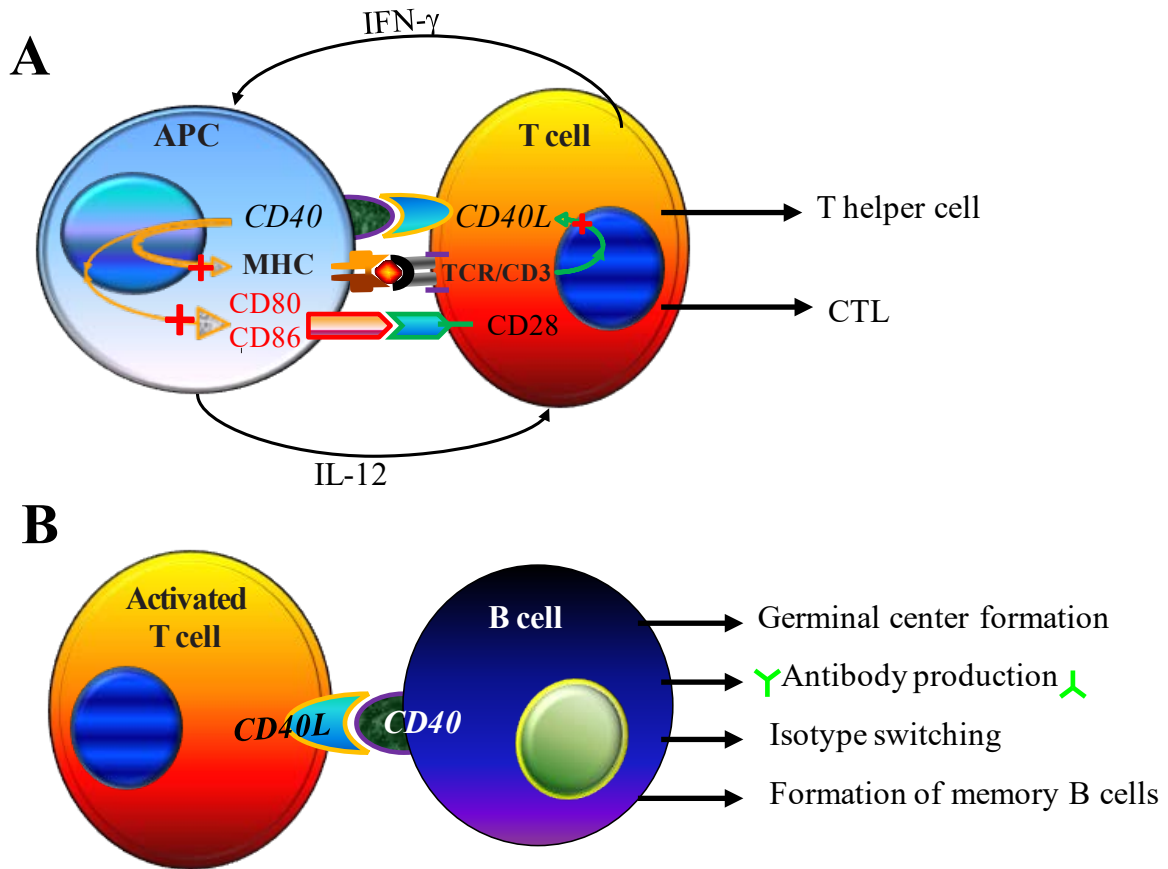 IFN-γ
A
APC
T cell
CD40
CD40L
T helper cell
MHC
TCR/CD3
CD80
CD86
CD28
CTL
IL-12
B
Activated
T cell
B cell
Germinal center formation
Antibody production
CD40L
CD40
Isotype switching
Formation of memory B cells